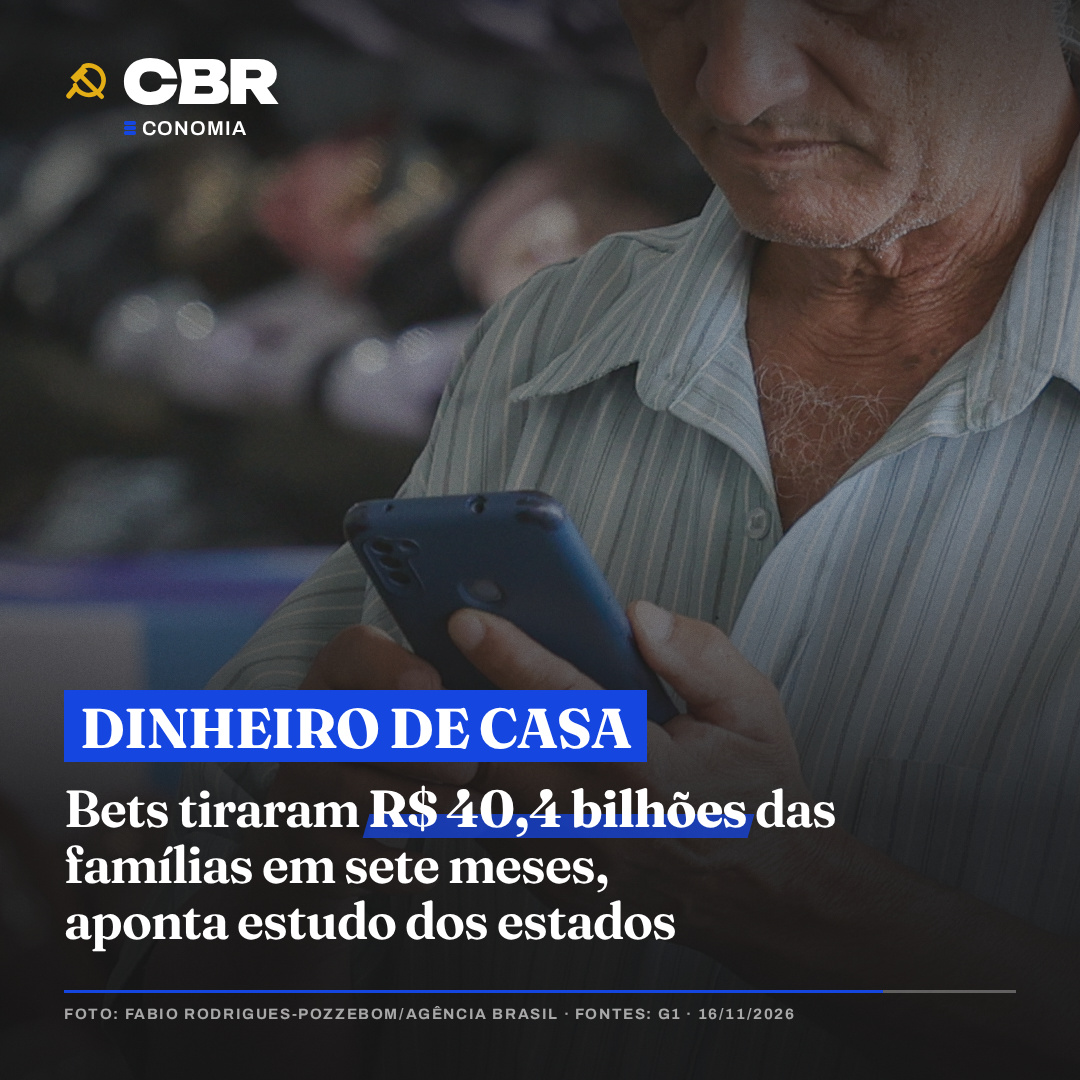 CBR
ECONOMIA
DINHEIRO DE CASA
Bets tiraram R$ 40,4 bilhões das
famílias em sete meses,
aponta estudo dos estados
FOTO: FABIO RODRIGUES-POZZEBOM/AGÊNCIA BRASIL · FONTES: G1 · 16/11/2026